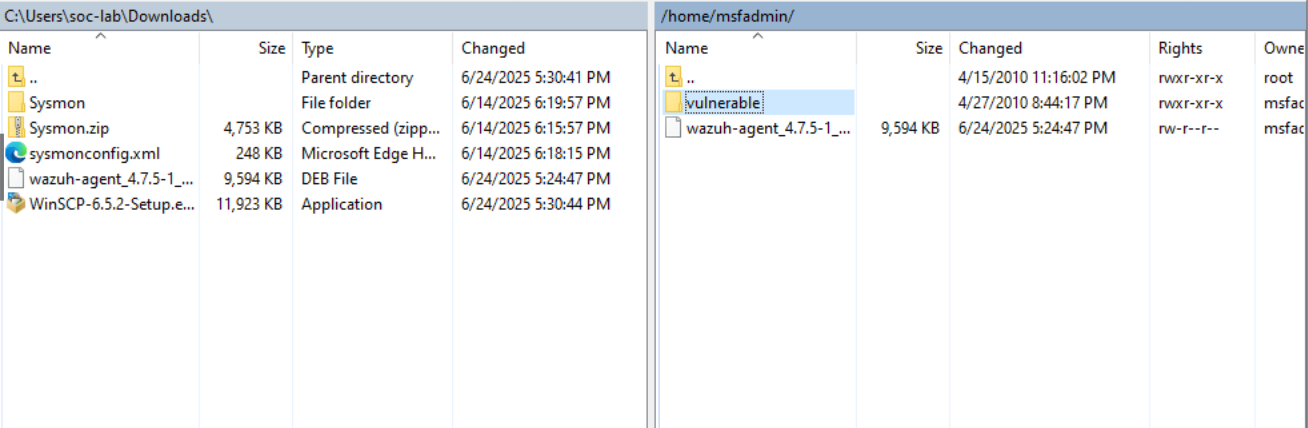 C:\Users\soc-lab\Downloads\
Name Size Type Changed
.. Parent directory 6/24/2025 5:30:41 PM
Sysmon File folder 6/14/2025 6:19:57 PM
Sysmon.zip 4,753 KB Compressed (zipp... 6/14/2025 6:15:57 PM
sysmonconfig.xml 248 KB Microsoft Edge H... 6/14/2025 6:18:15 PM
wazuh-agent_4.7.5-1_... 9,594 KB DEB File 6/24/2025 5:24:47 PM
WinSCP-6.5.2-Setup.e... 11,923 KB Application 6/24/2025 5:30:44 PM
/home/msfadmin/
Name Size Changed Rights Owne
.. 4/15/2010 11:16:02 PM rwxr-xr-x root
vulnerable 4/27/2010 8:44:17 PM rwxr-xr-x msfac
wazuh-agent_4.7.5-1_... 9,594 KB 6/24/2025 5:24:47 PM rw-r--r-- msfac